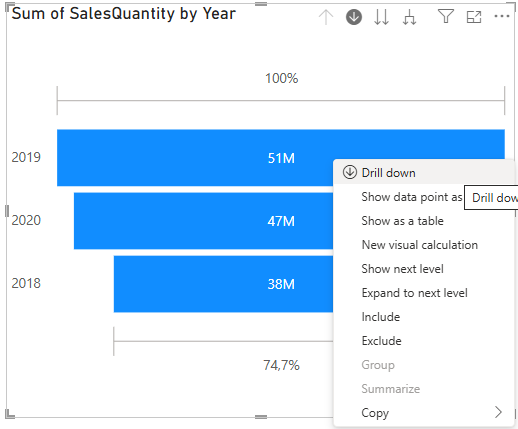 Sum of SalesQuantity by Year
100%
2019 51M
2020 47M
2018 38M
74,7%
Drill down
Show data point as
Drill dow
Show as a table
New visual calculation
Show next level
Expand to next level
Include
Exclude
Group
Summarize
Copy